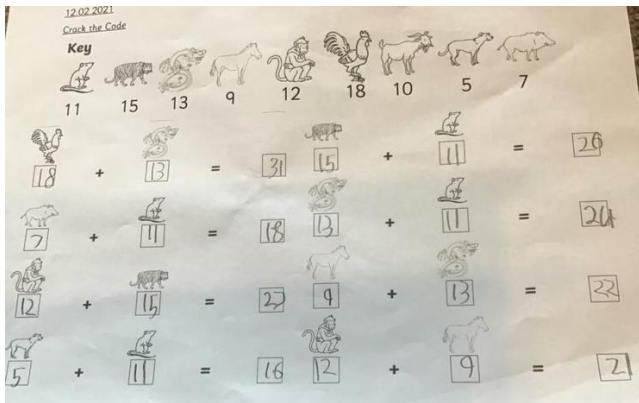 12.02.2021
Crack the Code
Key
11 15 13 9 12 18 10 5 7
18 + 13 = 31 15 + 11 = 26
7 + 11 = 18 13 + 11 = 24
12 + 15 = 27 9 + 13 = 22
5 + 11 = 16 12 + 9 = 21